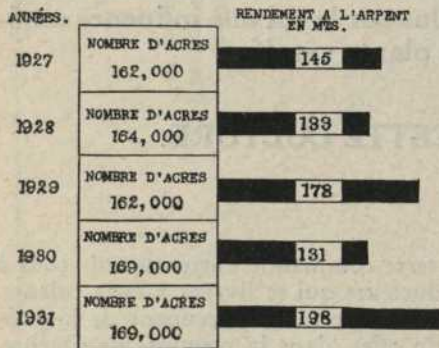 ANNÉES.
RENDEMENT A L'ARPENT
EN
1927
NOMBRE D'ACRES
162,000
145
1928
NOMBRE D'ACRES
164,000
133
1929
NOMBRE D'ACRES
162,000
178
1930
NOMBRE D'ACRES
169,000
131
1931
NOMBRE D'ACRES
169,000
198